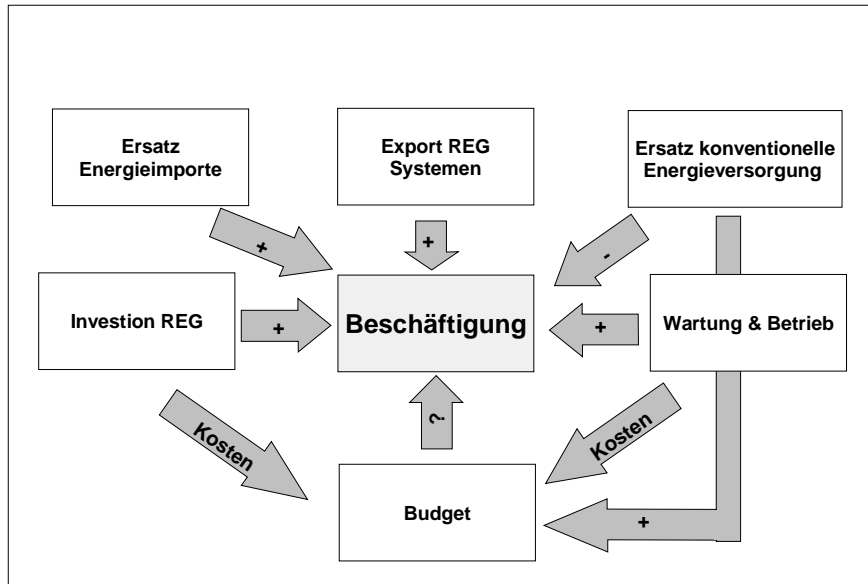 Ersatz
Energieimporte
Export REG
Systemen
Ersatz konventionelle
Energieversorgung
+
+
-
Investion REG
+
Beschäftigung
+
Wartung & Betrieb
Kosten
?
Kosten
Budget
+